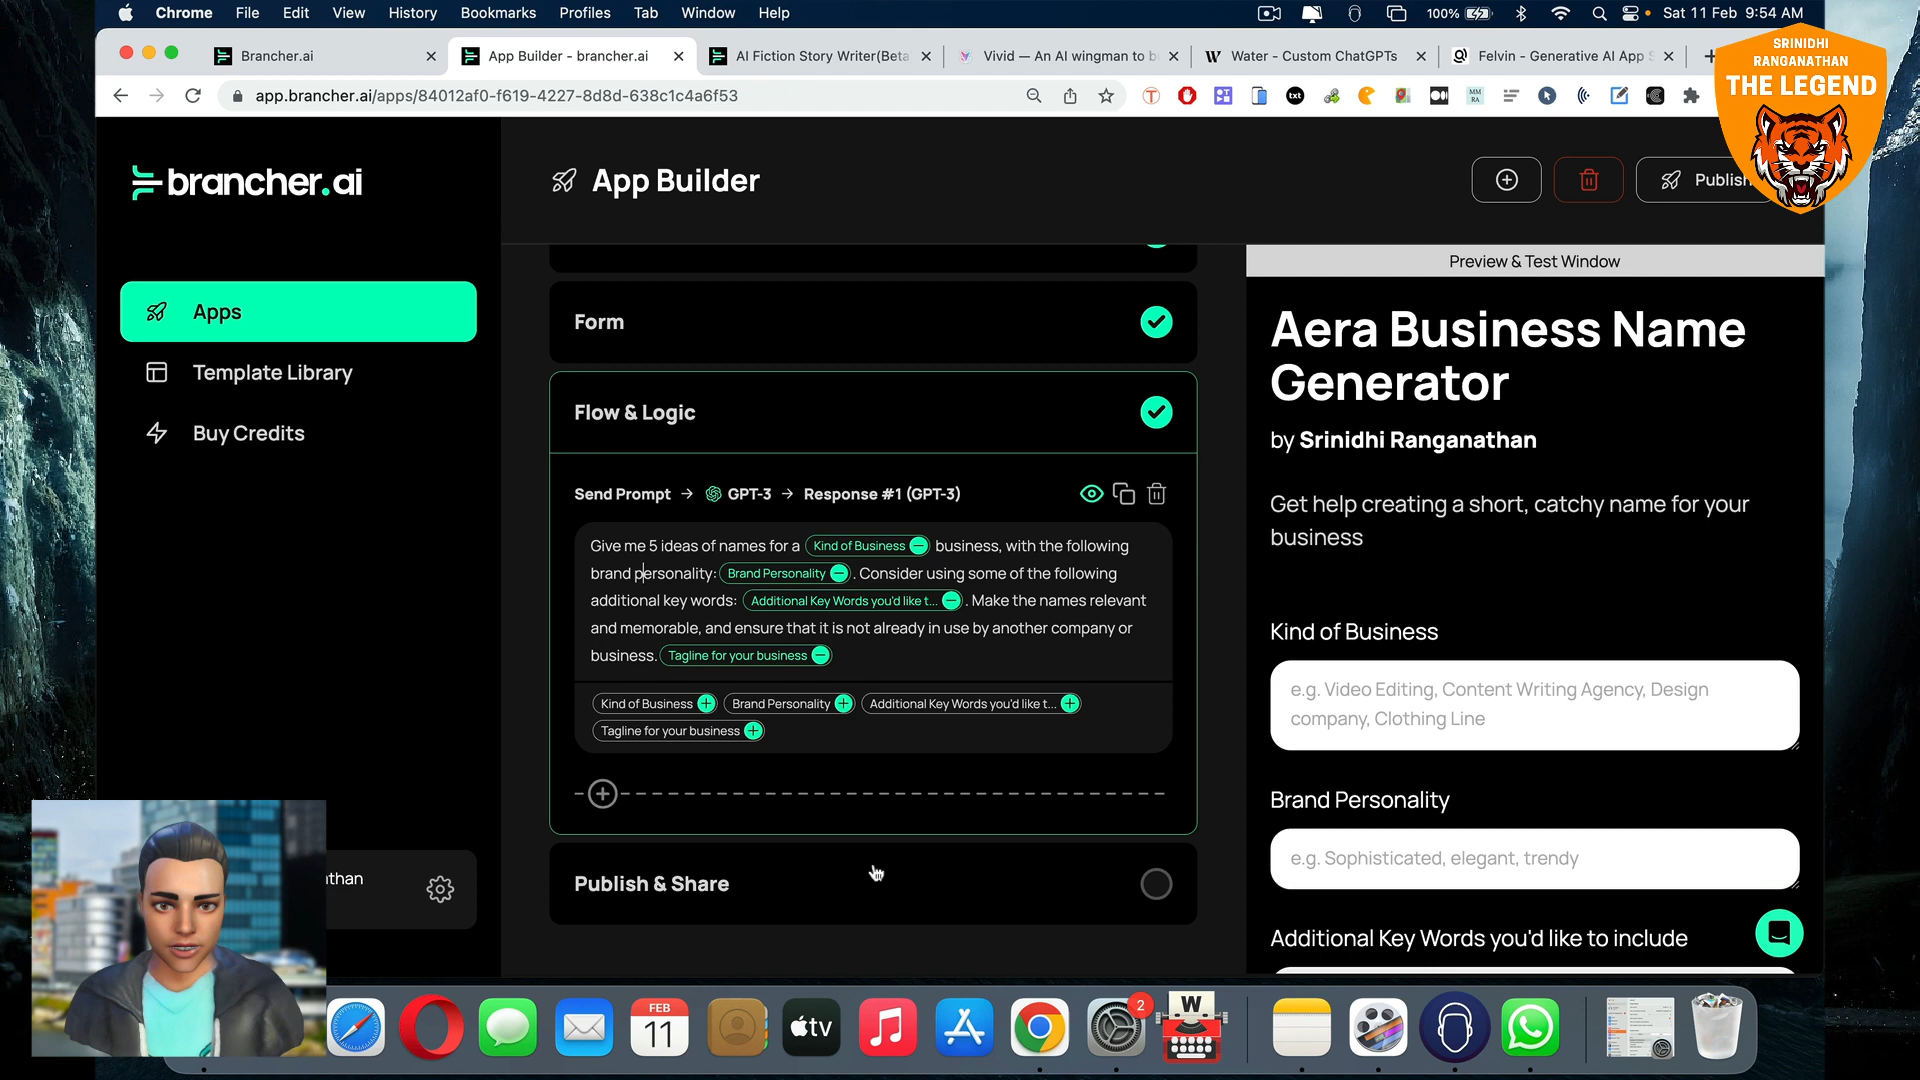 Chrome File Edit View History Bookmarks Profiles Tab Window Help
100% Sat 11 Feb 9:54 AM
SRINIDHI
RANGANATHAN
THE LEGEND
Brancher.ai
App Builder - brancher.ai
AI Fiction Story Writer(Beta
Vivid — An AI wingman to b
Water - Custom ChatGPTs
Felvin - Generative AI App S
app.brancher.ai/apps/84012af0-f619-4227-8d8d-638c1c4a6f53
txt
brancher.ai
App Builder
Publish
Apps
Template Library
Buy Credits
Form
Flow & Logic
Send Prompt → GPT-3 → Response #1 (GPT-3)
Give me 5 ideas of names for a Kind of Business business, with the following
brand personality: Brand Personality . Consider using some of the following
additional key words: Additional Key Words you'd like t... . Make the names relevant
and memorable, and ensure that it is not already in use by another company or
business. Tagline for your business
Kind of Business Brand Personality Additional Key Words you'd like t...
Tagline for your business
Publish & Share
Preview & Test Window
Aera Business Name
Generator
by Srinidhi Ranganathan
Get help creating a short, catchy name for your
business
Kind of Business
e.g. Video Editing, Content Writing Agency, Design
company, Clothing Line
Brand Personality
e.g. Sophisticated, elegant, trendy
Additional Key Words you'd like to include
athan
FEB
11
tv
2
W